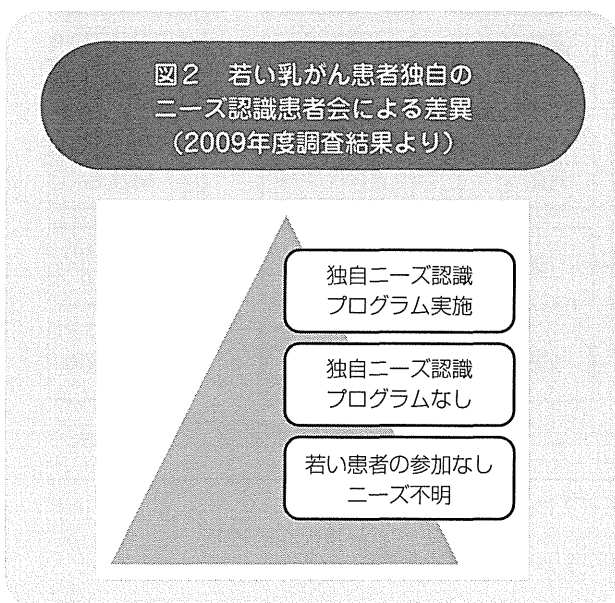 図2 若い乳がん患者独自の
ニーズ認識患者会による差異
(2009年度調査結果より)
独自ニーズ認識
プログラム実施
独自ニーズ認識
プログラムなし
若い患者の参加なし
ニーズ不明